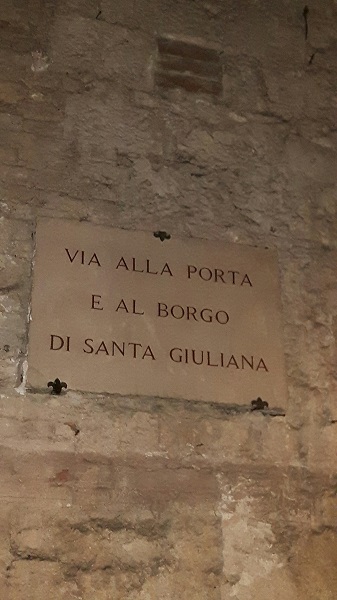 VIA ALLA PORTA
E AL BORGO
DI SANTA GIULIANA